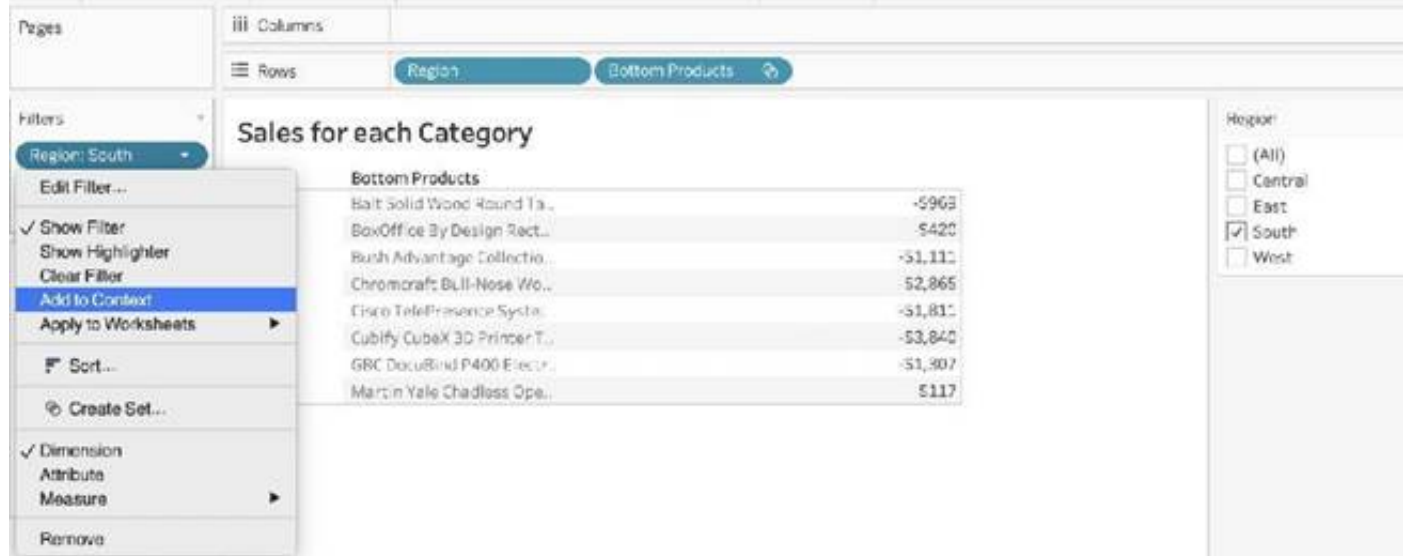 Pages
iii Columns
Rows
Region
Bottom Products
Filters
Region: South
Sales for each Category
Region
(All)
Central
East
South
West
Edit Filter...
Show Filter
Show Highlighter
Clear Filter
Add to Context
Apply to Worksheets
Sort...
Create Set...
Dimension
Attribute
Measure
Remove
Bottom Products
Balt Solid Wood Round Ta..
BoxOffice By Design Rect..
Bush Advantage Collectio..
Chromcraft Bull-Nose Wo..
Cisco TelePresence Syste..
Cubify CubeX 3D Printer T..
GBC DocuBind P400 Electr..
Martin Yale Chadless Ope..
$420
-$1,111
$2,865
-$1,811
-$3,840
-$1,307
$117